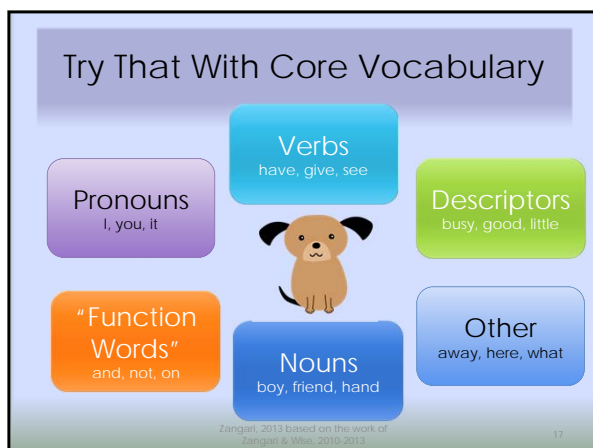 Try That With Core Vocabulary
Verbs
have, give, see
Pronouns
I, you, it
Descriptors
busy, good, little
"Function
Words"
and, not, on
Nouns
boy, friend, hand
Other
away, here, what
Zangari, 2013 based on the work of
Zangari & Wise, 2010-2013
17